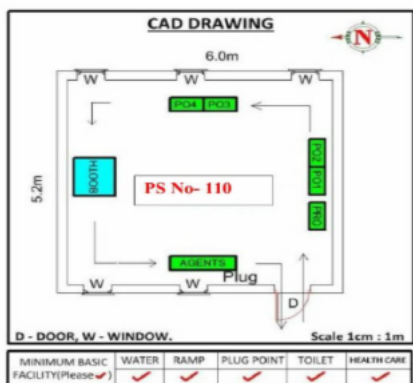 CAD DRAWING
N
6.0m
W W W
PO4 PO3
5.2m
BOOTH
PO2
PO1
PRO
PS No- 110
AGENTS
Plug
W W
D
D - DOOR, W - WINDOW.
Scale 1cm : 1m
MINIMUM BASIC FACILITY(Please✓)
WATER RAMP PLUG POINT TOILET HEALTH CARE
✓ ✓ ✓ ✓ ✓